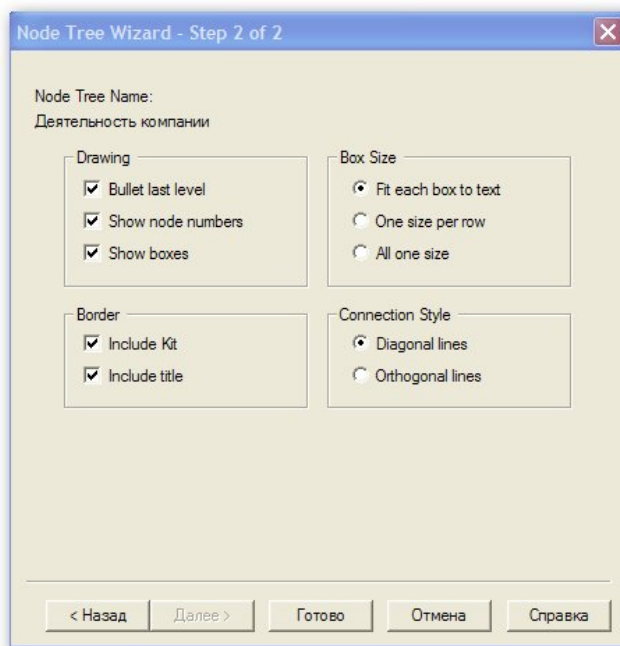 Node Tree Wizard - Step 2 of 2
Node Tree Name:
Деятельность компании
Drawing
Bullet last level
Show node numbers
Show boxes
Box Size
Fit each box to text
One size per row
All one size
Border
Include Kit
Include title
Connection Style
Diagonal lines
Orthogonal lines
< Назад
Далее >
Готово
Отмена
Справка